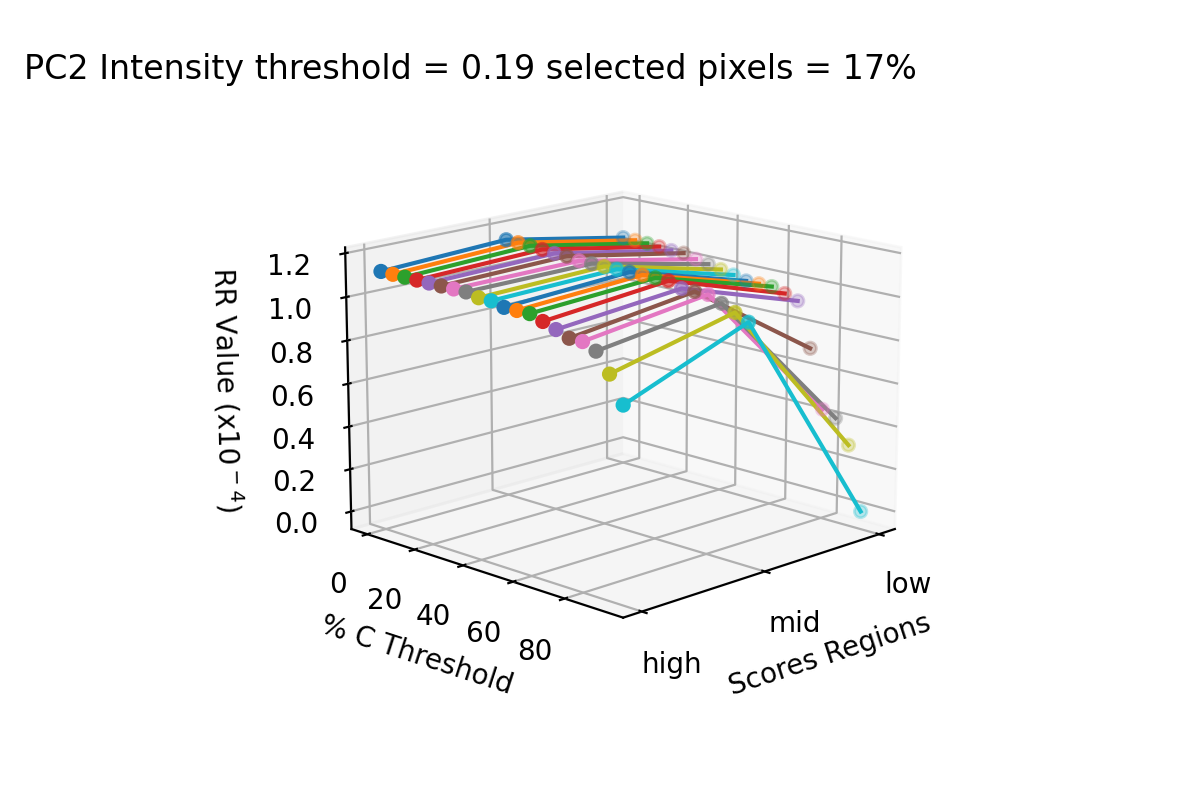 PC2 Intensity threshold = 0.19 selected pixels = 17%
1.2
1.0
0.8
0.6
0.4
0.2
0.0
RR Value (x10⁻⁴)
0
20
40
60
80
% C Threshold
high
mid
low
Scores Regions